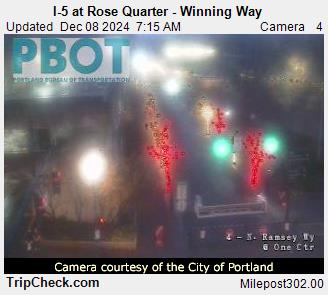 I-5 at Rose Quarter - Winning Way
Updated Dec 08 2024 7:15 AM Camera 4
PBOT
PORTLAND BUREAU OF TRANSPORTATION
4 - N. Ramsey Wy
@ One Ctr
Camera courtesy of the City of Portland
TripCheck.com Milepost302.00